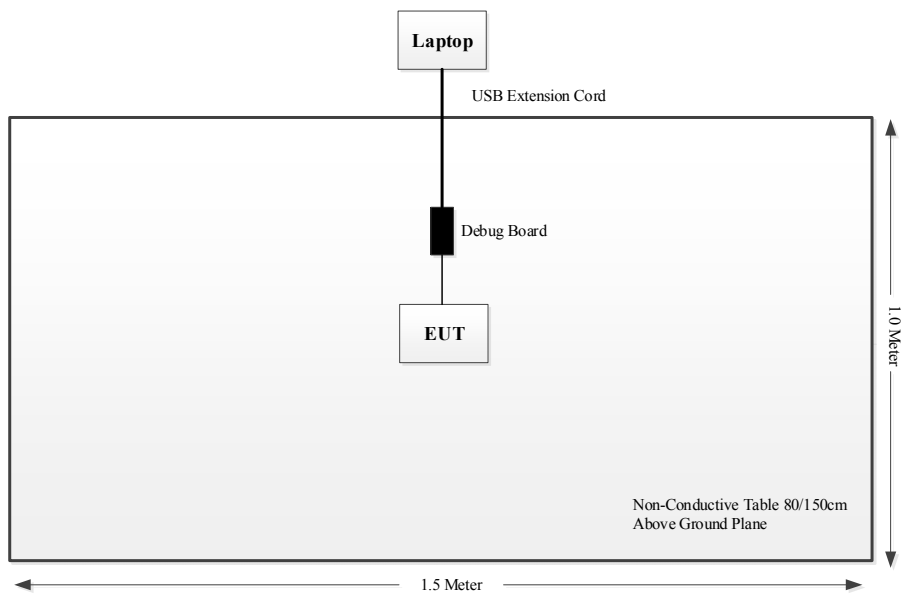 Laptop
USB Extension Cord
Debug Board
EUT
1.0 Meter
Non-Conductive Table 80/150cm
Above Ground Plane
1.5 Meter